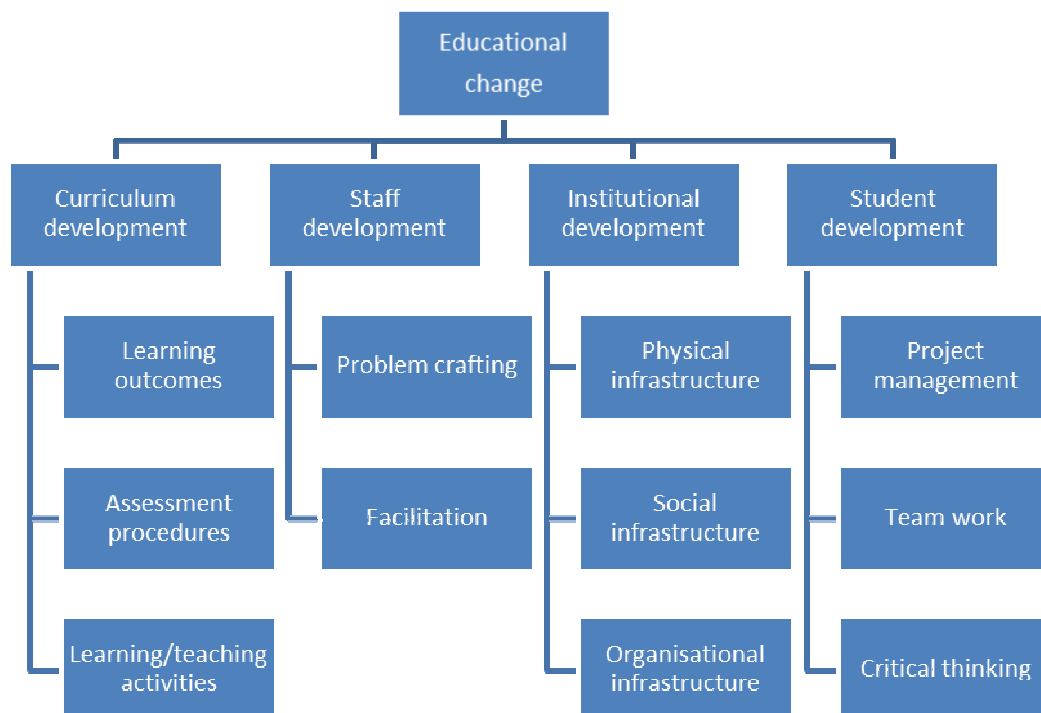 Educational
change
Curriculum
development
Staff
development
Institutional
development
Student
development
Learning
outcomes
Problem crafting
Physical
infrastructure
Project
management
Assessment
procedures
Facilitation
Social
infrastructure
Team work
Learning/teaching
activities
Organisational
infrastructure
Critical thinking